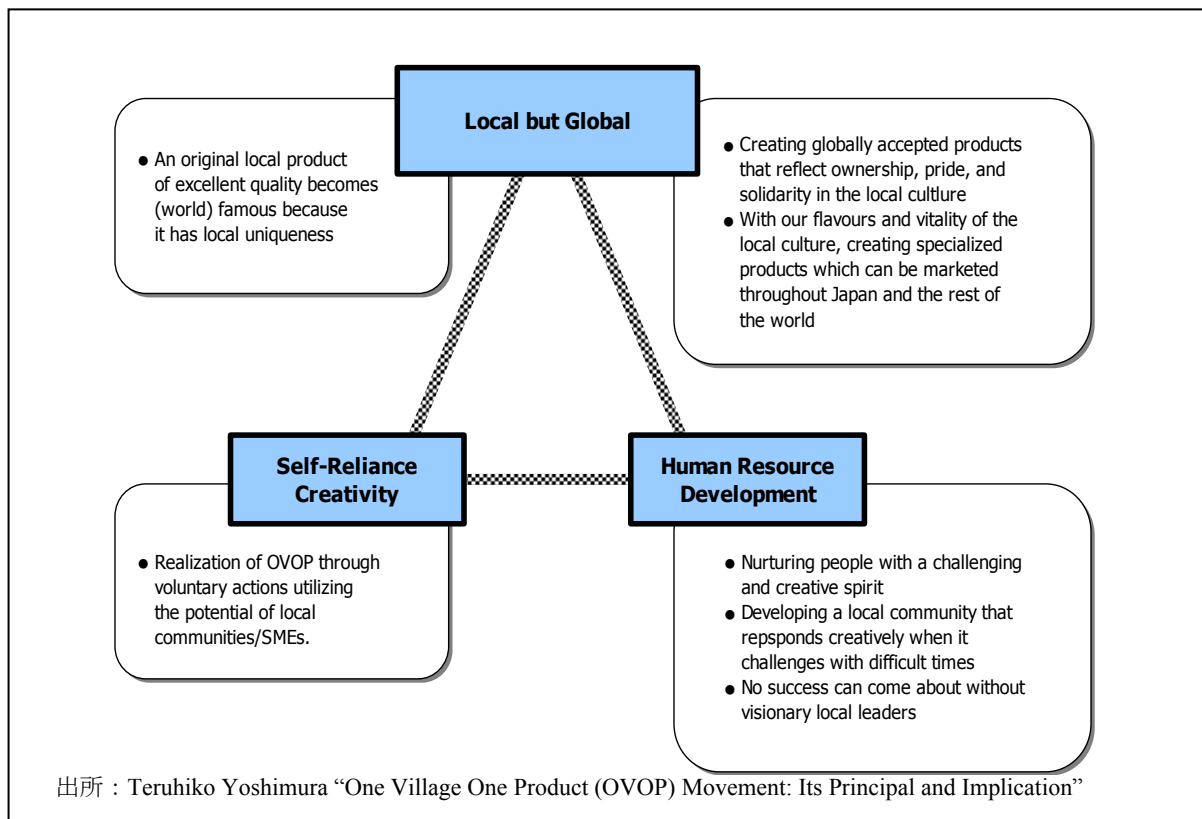 Local but Global
● An original local product
of excellent quality becomes
(world) famous because
it has local uniqueness
● Creating globally accepted products
that reflect ownership, pride, and
solidarity in the local culture
● With our flavours and vitality of the
local culture, creating specialized
products which can be marketed
throughout Japan and the rest of
the world
Self-Reliance
Creativity
● Realization of OVOP through
voluntary actions utilizing
the potential of local
communities/SMEs.
Human Resource
Development
● Nurturing people with a challenging
and creative spirit
● Developing a local community that
repsponds creatively when it
challenges with difficult times
● No success can come about without
visionary local leaders
出所：Teruhiko Yoshimura “One Village One Product (OVOP) Movement: Its Principal and Implication”